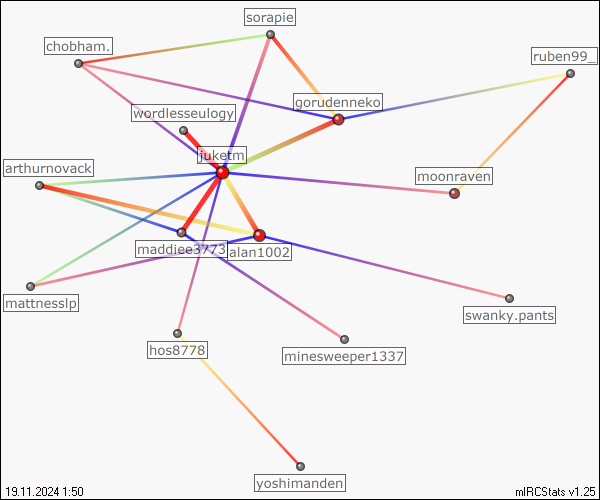 sorapie
chobham.
ruben99_
gorudenneko
wordlesseulogy
juketm
arthurnovack
moonraven
maddiee3773
alan1002
mattnesslp
swanky.pants
hos8778
minesweeper1337
yoshimanden
19.11.2024 1:50
mIRCStats v1.25